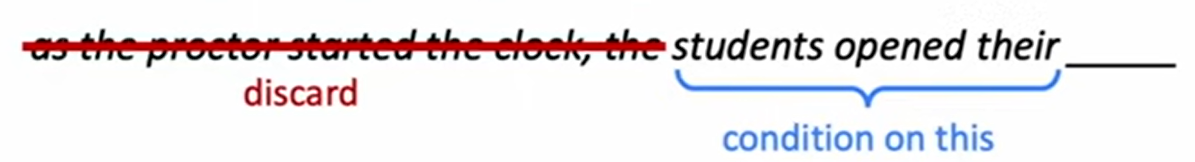 as the proctor started the clock, the students opened their ______
discard
condition on this